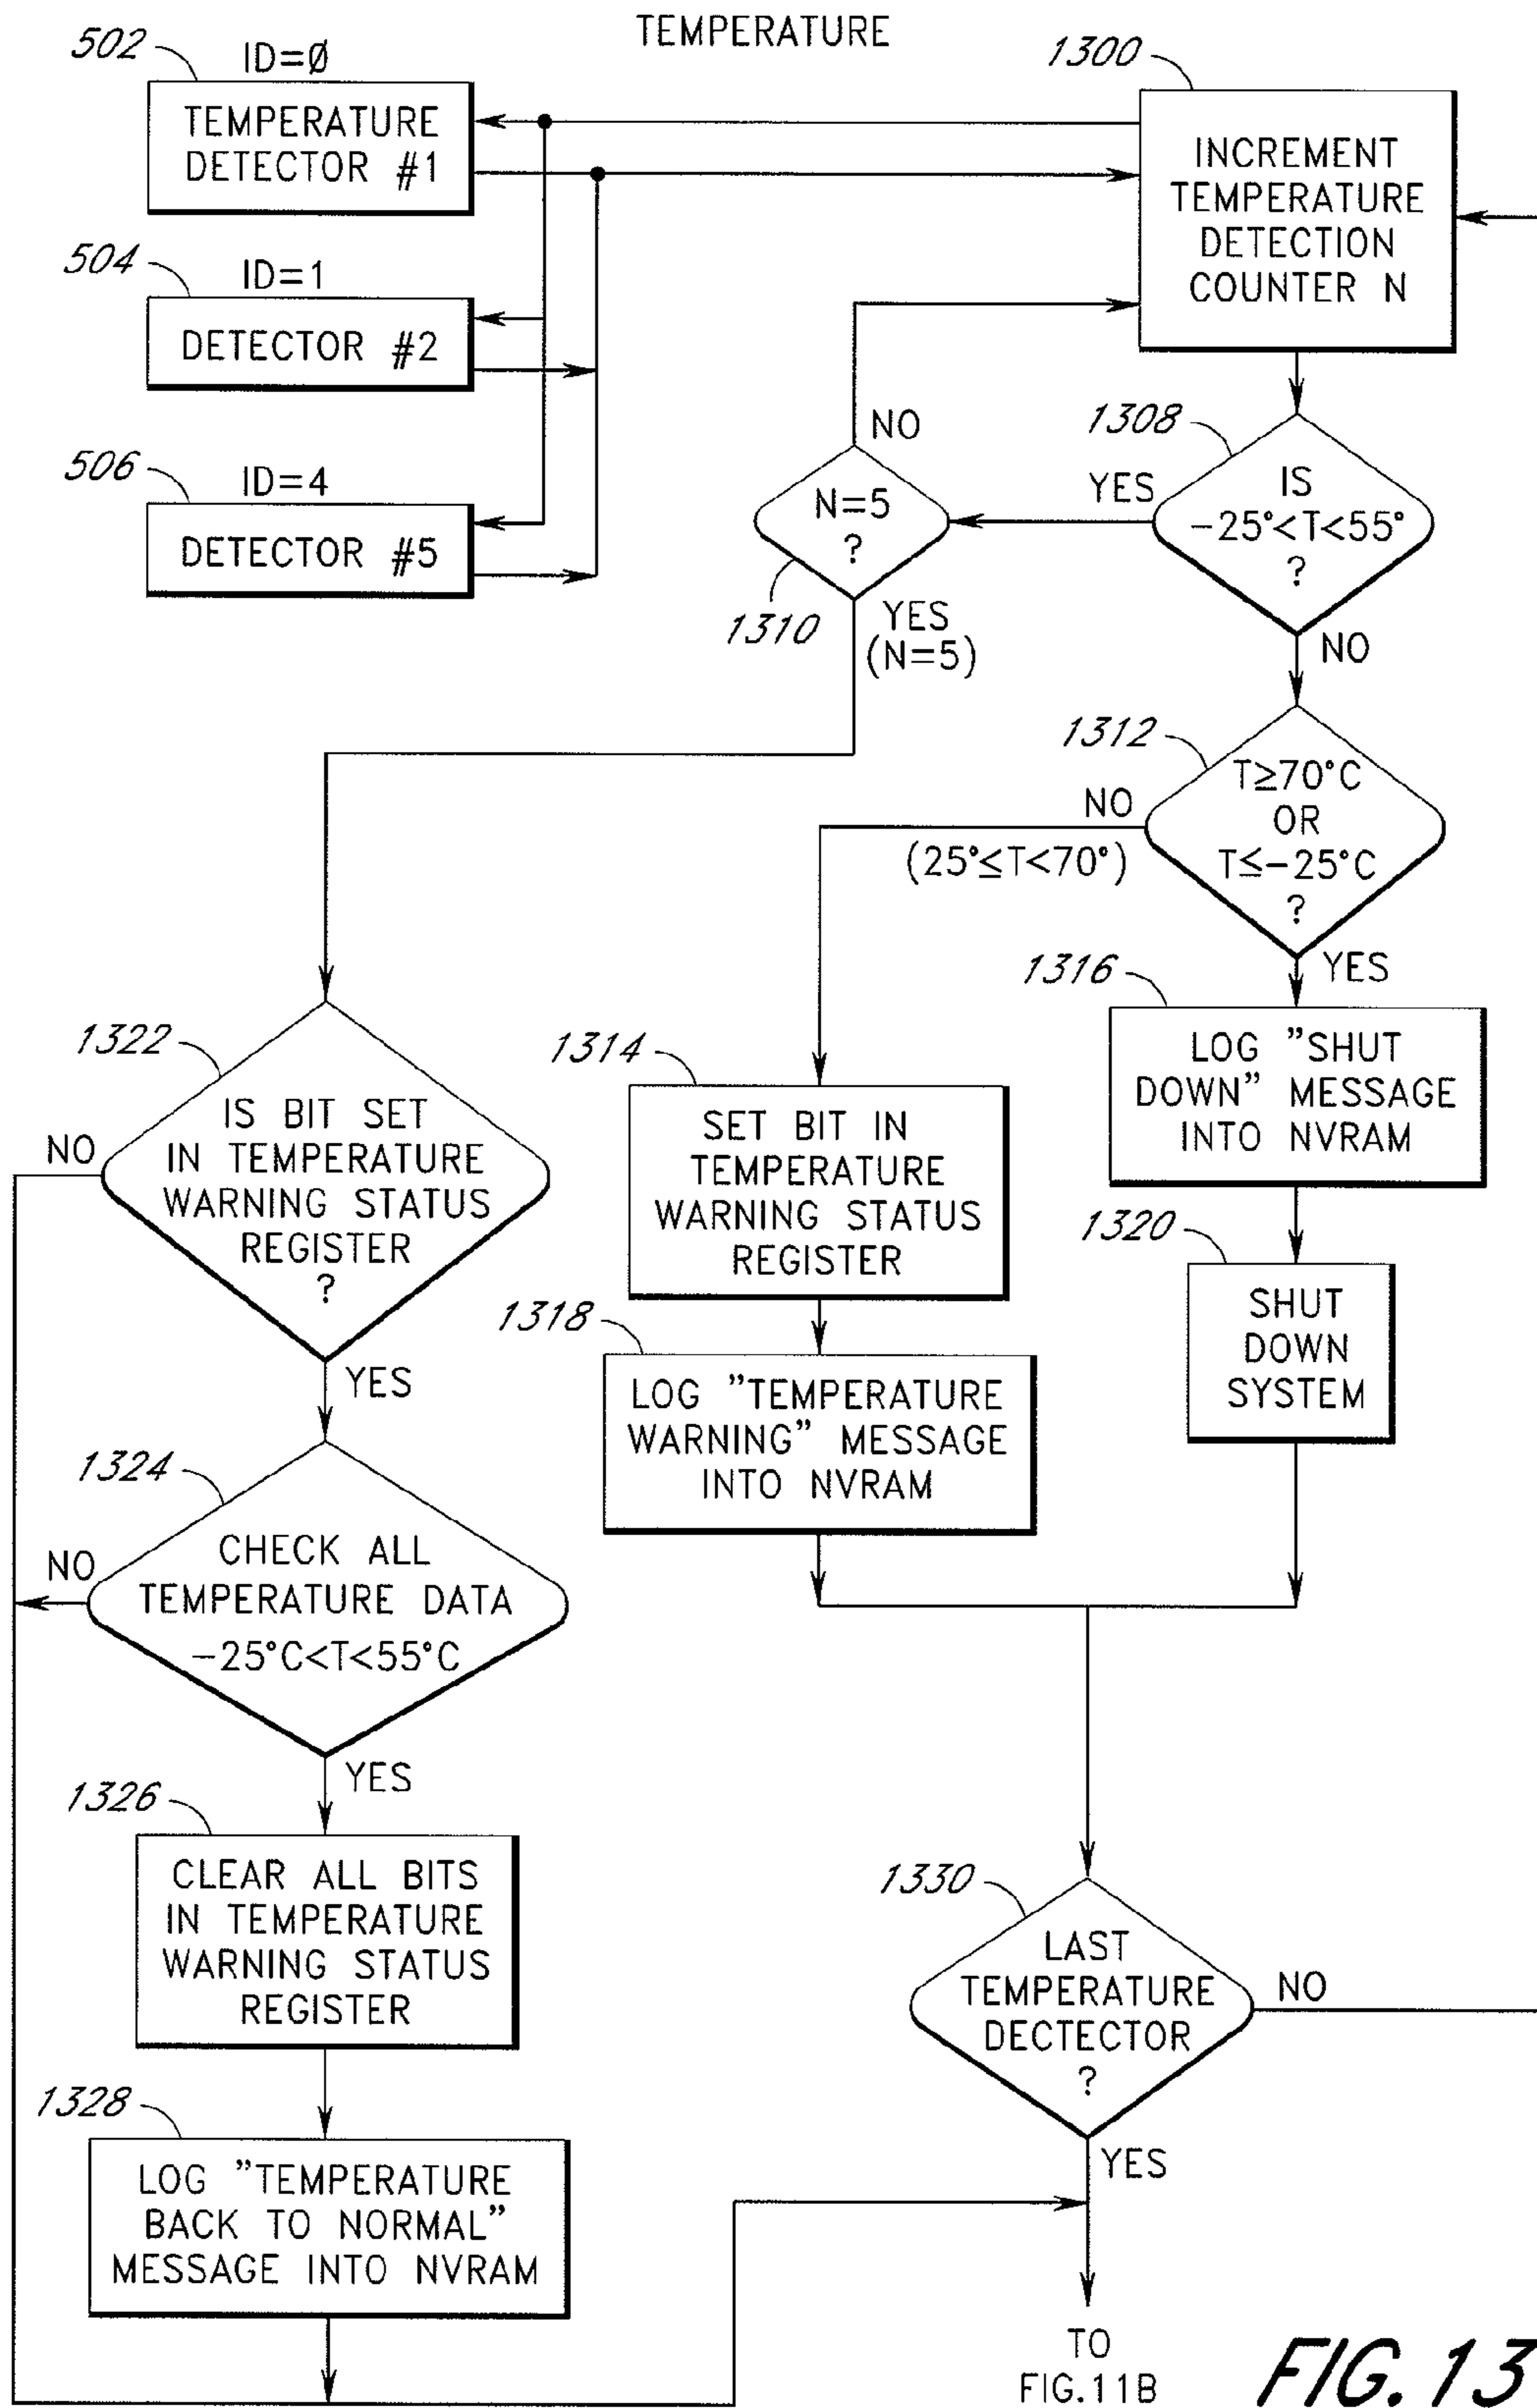 TEMPERATURE
502
ID=Ø
TEMPERATURE
DETECTOR #1
504
ID=1
DETECTOR #2
506
ID=4
DETECTOR #5
1300
INCREMENT
TEMPERATURE
DETECTION
COUNTER N
1308
IS
-25°<T<55°
?
YES
NO
N=5
?
NO
1310
YES
(N=5)
1312
T≥70°C
OR
T≤-25°C
?
NO
(25°≤T<70°)
YES
1316
LOG "SHUT
DOWN" MESSAGE
INTO NVRAM
1320
SHUT
DOWN
SYSTEM
1314
SET BIT IN
TEMPERATURE
WARNING STATUS
REGISTER
1318
LOG "TEMPERATURE
WARNING" MESSAGE
INTO NVRAM
1322
IS BIT SET
IN TEMPERATURE
WARNING STATUS
REGISTER
?
NO
YES
1324
CHECK ALL
TEMPERATURE DATA
-25°C<T<55°C
NO
YES
1326
CLEAR ALL BITS
IN TEMPERATURE
WARNING STATUS
REGISTER
1328
LOG "TEMPERATURE
BACK TO NORMAL"
MESSAGE INTO NVRAM
1330
LAST
TEMPERATURE
DECTECTOR
?
NO
YES
TO
FIG.11B
FIG. 13